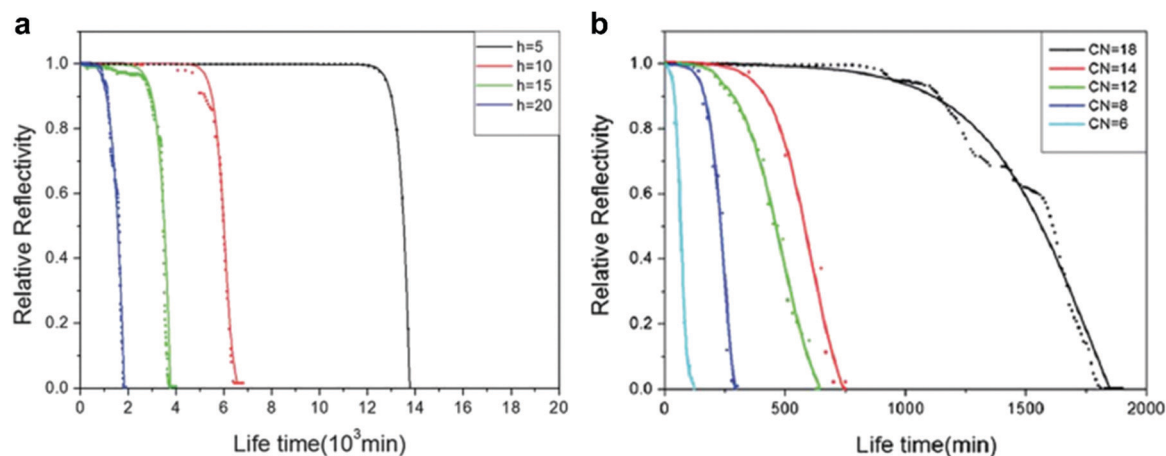 a
h=5
h=10
h=15
h=20
1.0
0.8
0.6
0.4
0.2
0.0
Relative Reflectivity
0 2 4 6 8 10 12 14 16 18 20
Life time(10³min)
b
CN=18
CN=14
CN=12
CN=8
CN=6
1.0
0.8
0.6
0.4
0.2
0.0
Relative Reflectivity
0 500 1000 1500 2000
Life time(min)